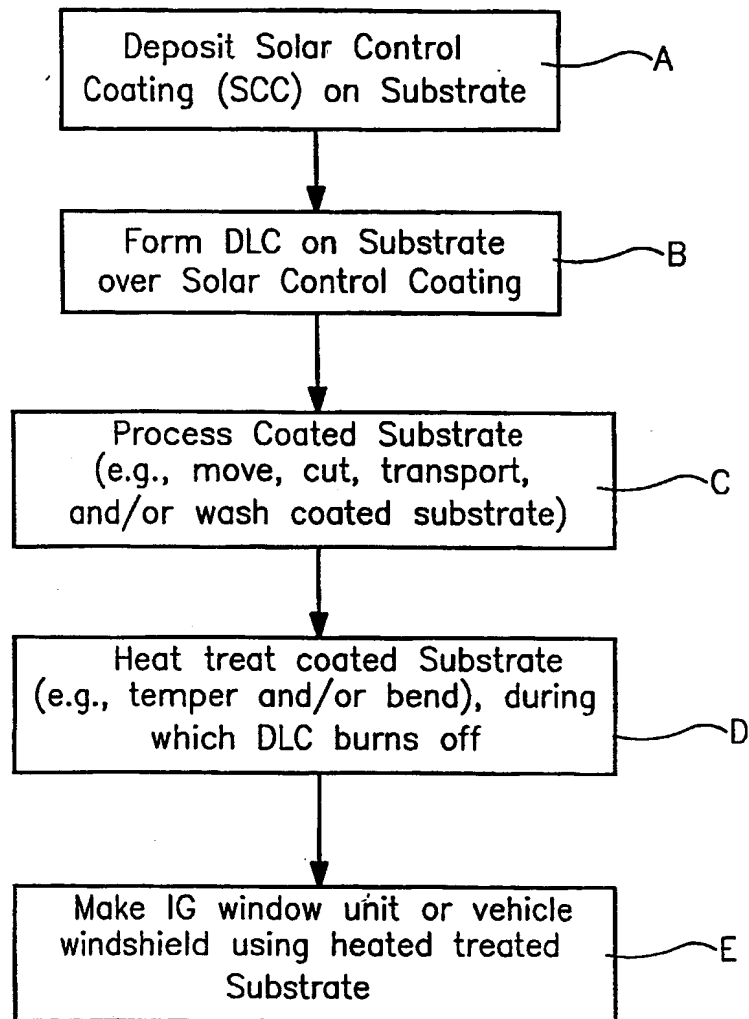 Deposit Solar Control
Coating (SCC) on Substrate
A
Form DLC on Substrate
over Solar Control Coating
B
Process Coated Substrate
(e.g., move, cut, transport,
and/or wash coated substrate)
C
Heat treat coated Substrate
(e.g., temper and/or bend), during
which DLC burns off
D
Make IG window unit or vehicle
windshield using heated treated
Substrate
E